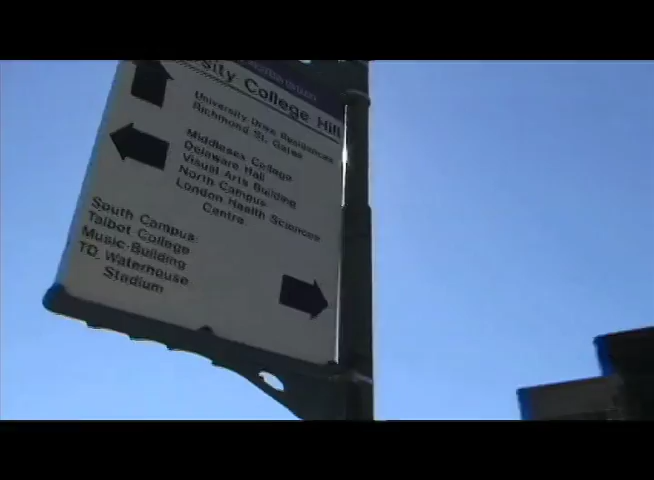 rsity College Hill
University Drive Residences
Richmond St. Gates
Middlesex College
Delaware Hall
Visual Arts Building
North Campus
London Health Sciences
Centre
South Campus
Talbot College
Music Building
TD Waterhouse
Stadium